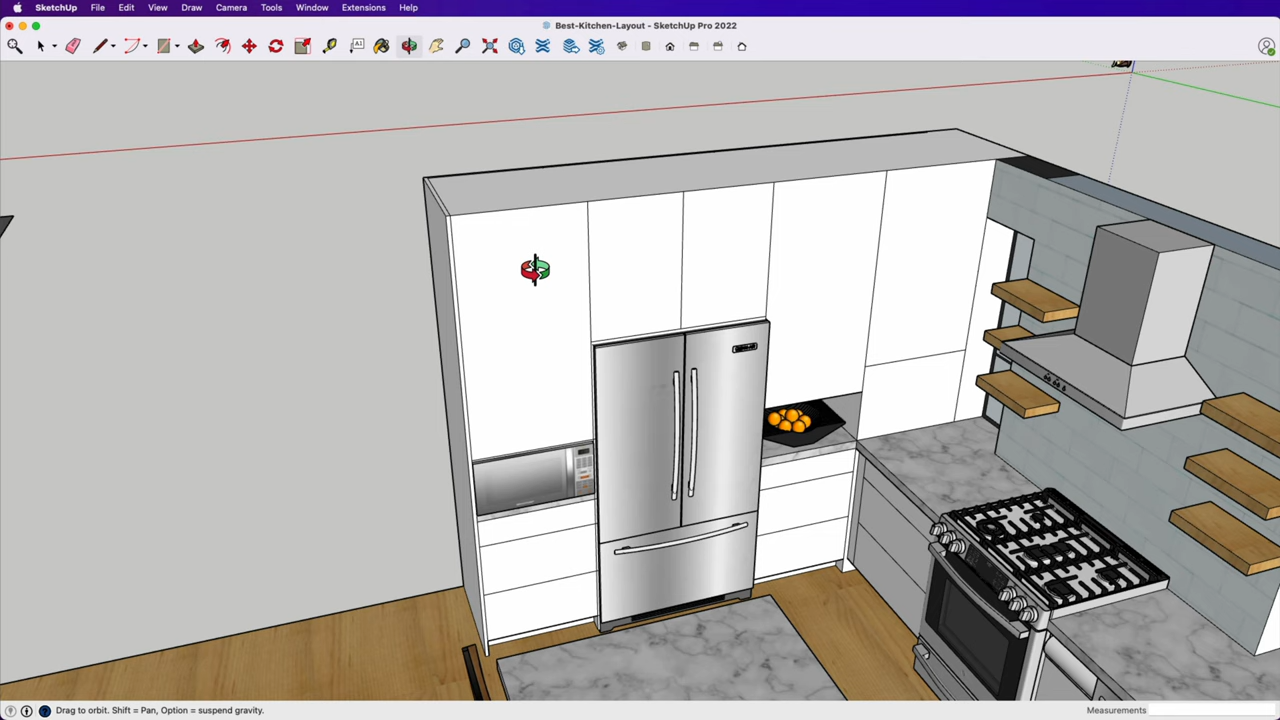 SketchUp File Edit View Draw Camera Tools Window Extensions Help
Best-Kitchen-Layout - SketchUp Pro 2022
A1
Drag to orbit. Shift = Pan, Option = suspend gravity.
Measurements